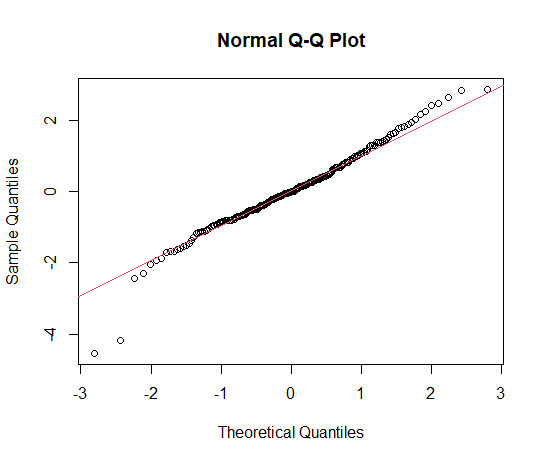 Normal Q-Q Plot
Sample Quantiles
2
0
-2
-4
-3 -2 -1 0 1 2 3
Theoretical Quantiles